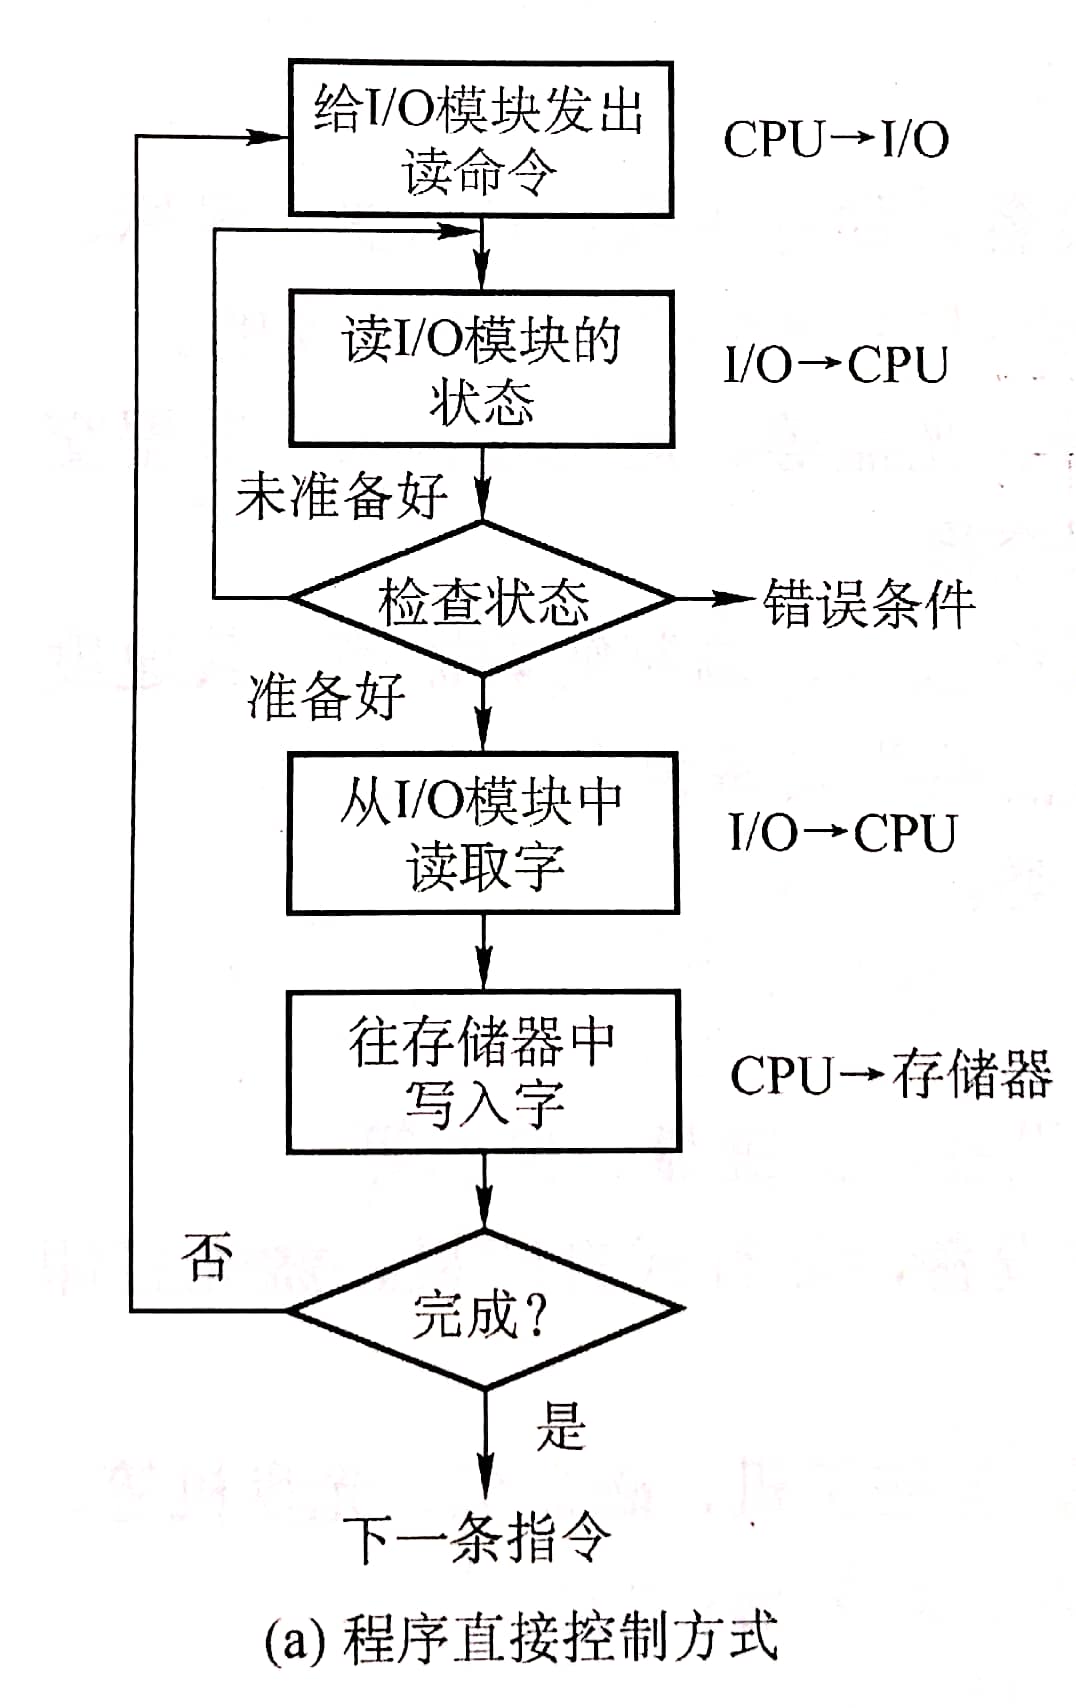 给I/O模块发出
读命令
CPU→I/O
读I/O模块的
状态
I/O→CPU
未准备好
检查状态
错误条件
准备好
从I/O模块中
读取字
I/O→CPU
往存储器中
写入字
CPU→存储器
否
完成?
是
下一条指令
(a) 程序直接控制方式